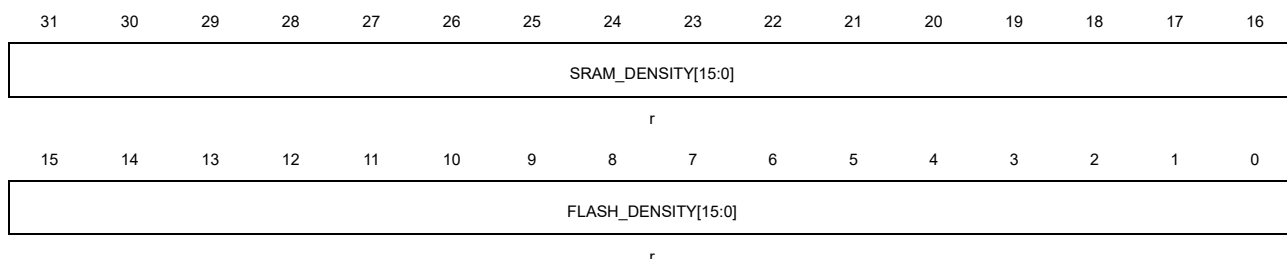 31 30 29 28 27 26 25 24 23 22 21 20 19 18 17 16
SRAM_DENSITY[15:0]
r
15 14 13 12 11 10 9 8 7 6 5 4 3 2 1 0
FLASH_DENSITY[15:0]
r